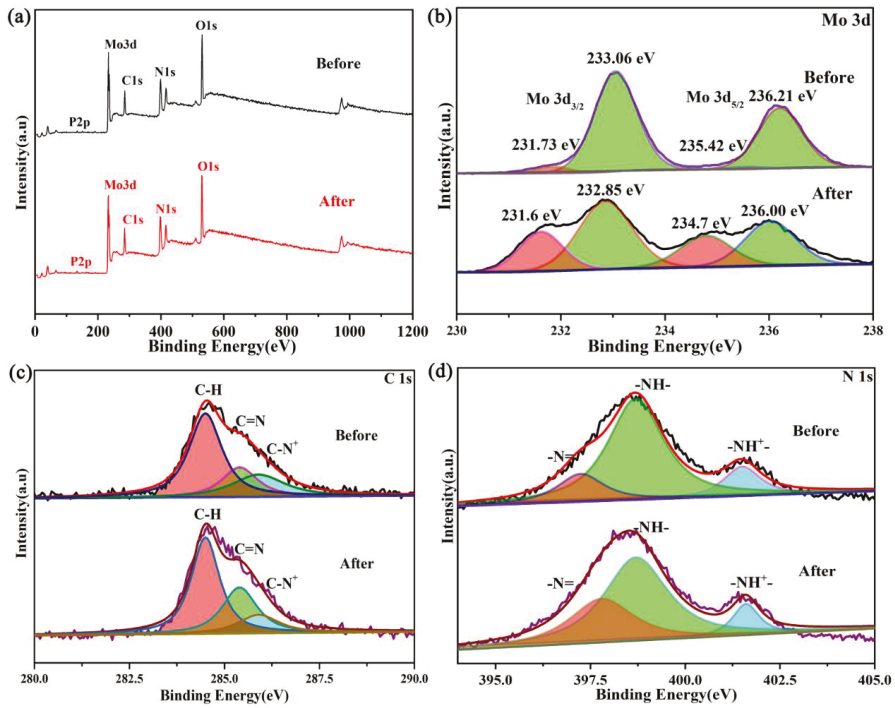 (a)
Intensity(a.u)
Mo3d
C1s
N1s
O1s
P2p
Before
Mo3d
C1s
N1s
O1s
P2p
After
0 200 400 600 800 1000 1200
Binding Energy(eV)
(b)
Mo 3d
Intensity(a.u.)
233.06 eV
Before
Mo 3d3/2
Mo 3d5/2
236.21 eV
231.73 eV
235.42 eV
After
231.6 eV
232.85 eV
234.7 eV
236.00 eV
230 232 234 236 238
Binding Energy(eV)
(c)
C 1s
Intensity(a.u.)
C-H
C=N
C-N+
Before
C-H
C=N
C-N+
After
280.0 282.5 285.0 287.5 290.0
Binding Energy(eV)
(d)
N 1s
Intensity(a.u.)
-NH-
-N=
-NH+-
Before
-NH-
-N=
-NH+-
After
395.0 397.5 400.0 402.5 405.0
Binding Energy(eV)